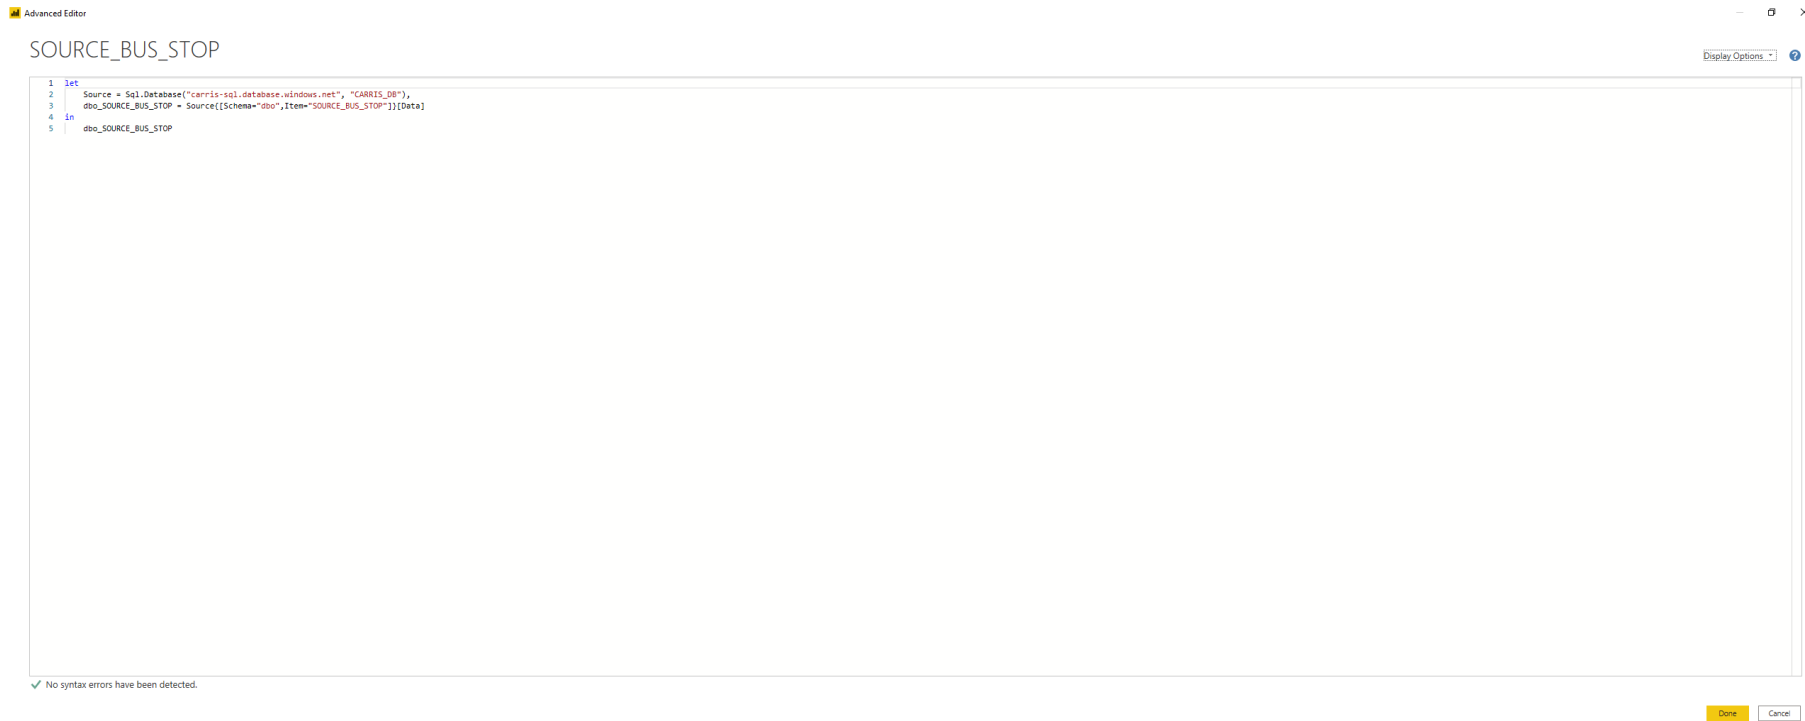 Advanced Editor
SOURCE_BUS_STOP
Display Options
?
1 let
2 Source = Sql.Database("carris-sql.database.windows.net", "CARRIS_DB"),
3 dbo_SOURCE_BUS_STOP = Source{[Schema="dbo",Item="SOURCE_BUS_STOP"]}[Data]
4 in
5 dbo_SOURCE_BUS_STOP
No syntax errors have been detected.
Done Cancel